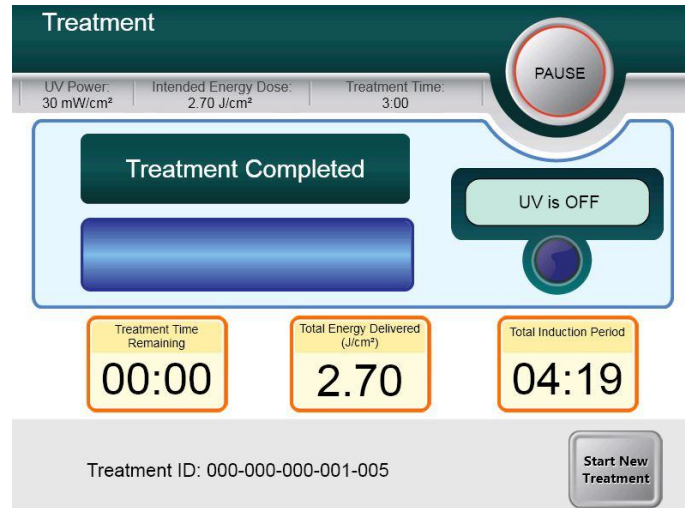 Treatment
PAUSE
UV Power: Intended Energy Dose: Treatment Time:
30 mW/cm² 2.70 J/cm² 3:00
Treatment Completed
UV is OFF
Treatment Time
Remaining
00:00
Total Energy Delivered
(J/cm²)
2.70
Total Induction Period
04:19
Treatment ID: 000-000-000-001-005
Start New
Treatment